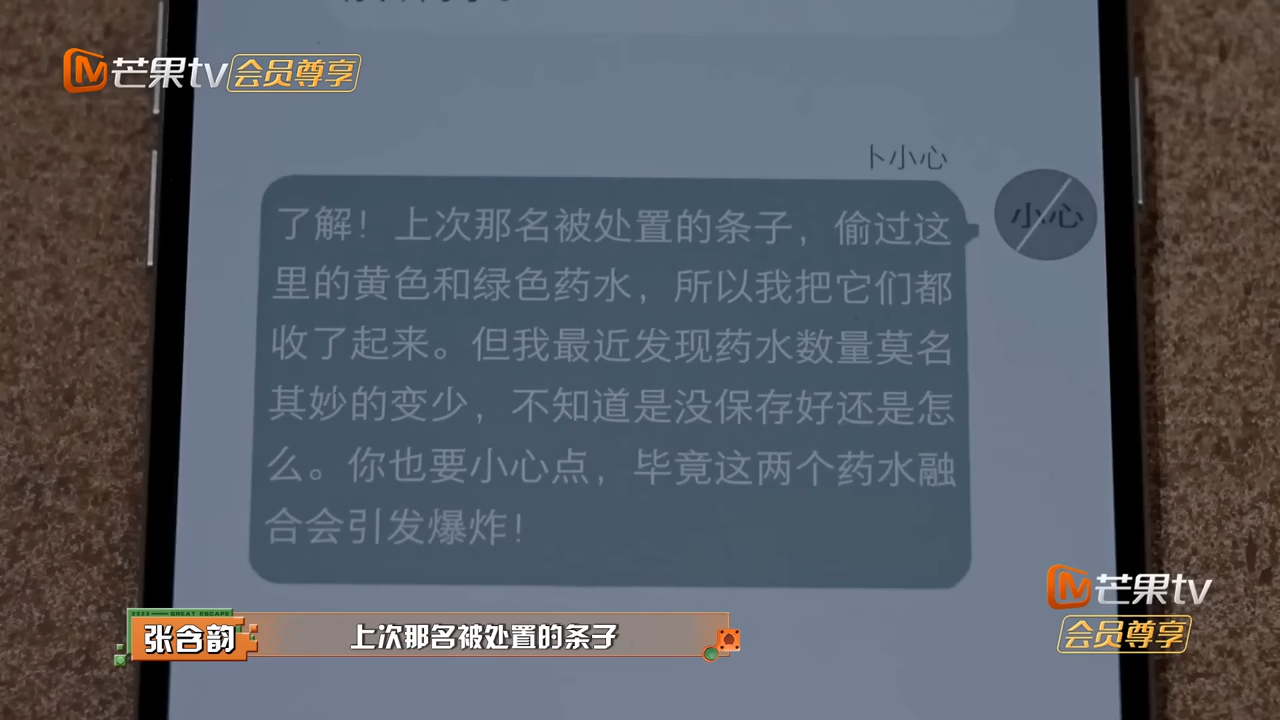 芒果tv会员尊享
卜小心
小心
了解！上次那名被处置的条子，偷过这
里的黄色和绿色药水，所以我把它们都
收了起来。但我最近发现药水数量莫名
其妙的变少，不知道是没保存好还是怎
么。你也要小心点，毕竟这两个药水融
合会引发爆炸！
GREAT ESCAPE
张含韵
上次那名被处置的条子
芒果tv
会员尊享